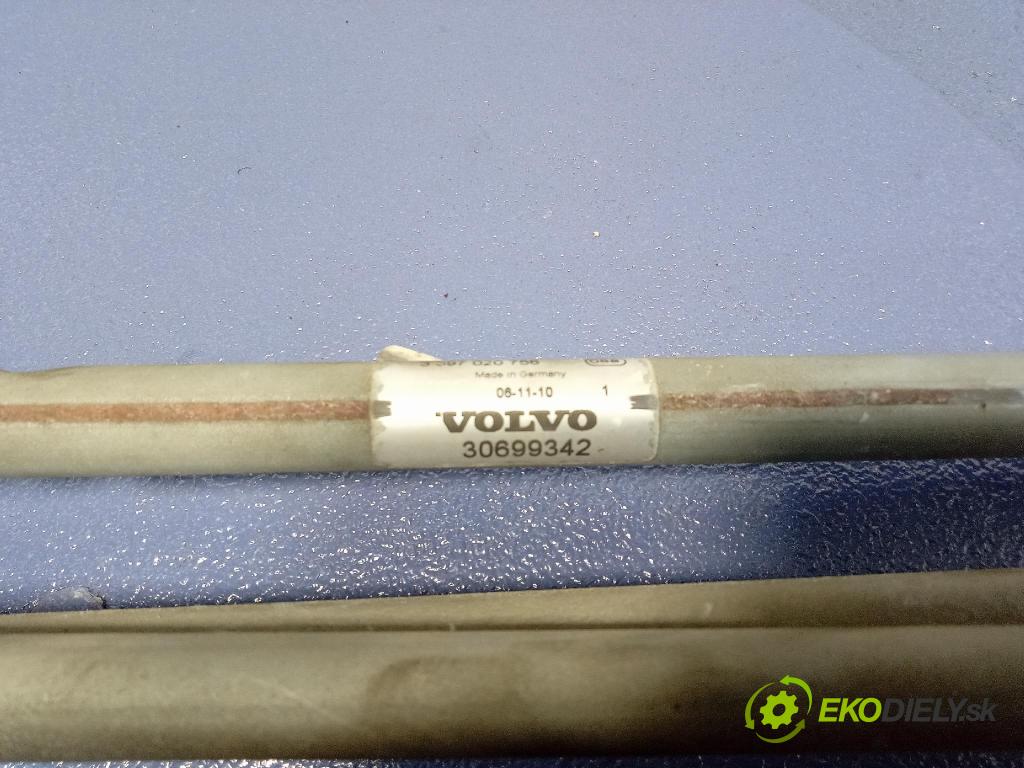 Made in Germany
06-11-10 1
VOLVO
30699342
EKODIELY.sk